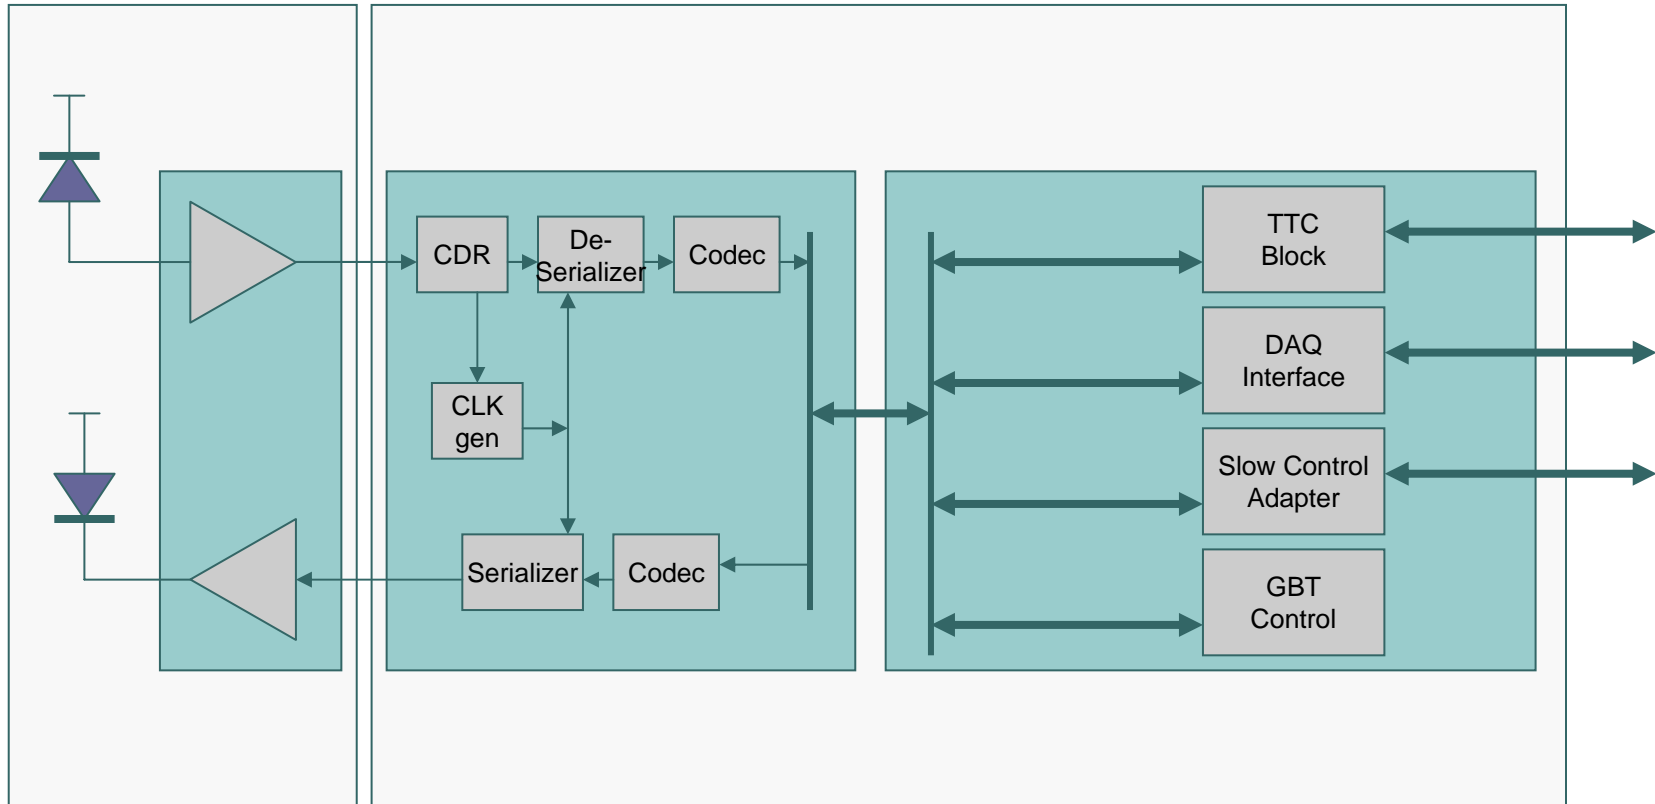 CDR
De-
Serializer
Codec
CLK
gen
Serializer
Codec
TTC
Block
DAQ
Interface
Slow Control
Adapter
GBT
Control